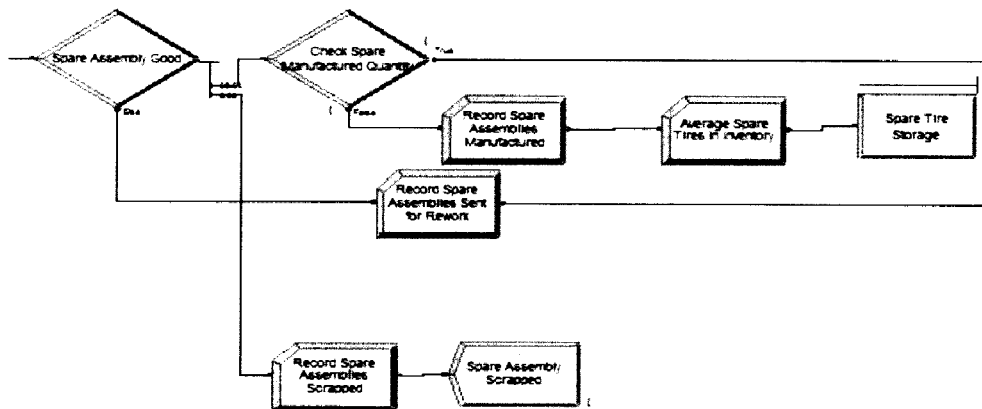 Spare Assembly Good
Else
Check Spare
Manufactured Quantity
True
False
Record Spare
Assemblies
Manufactured
Average Spare
Tires in Inventory
Spare Tire
Storage
Record Spare
Assemblies Sent
for Rework
Record Spare
Assemblies
Scrapped
Spare Assembly
Scrapped